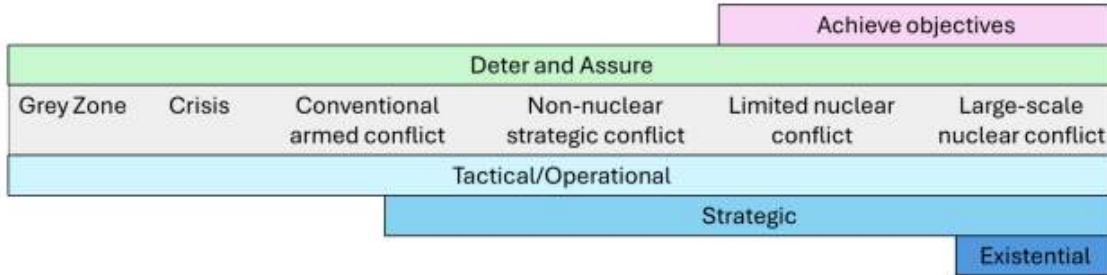 Achieve objectives
Deter and Assure
Grey Zone Crisis Conventional Non-nuclear Limited nuclear Large-scale
armed conflict strategic conflict conflict nuclear conflict
Tactical/Operational
Strategic
Existential